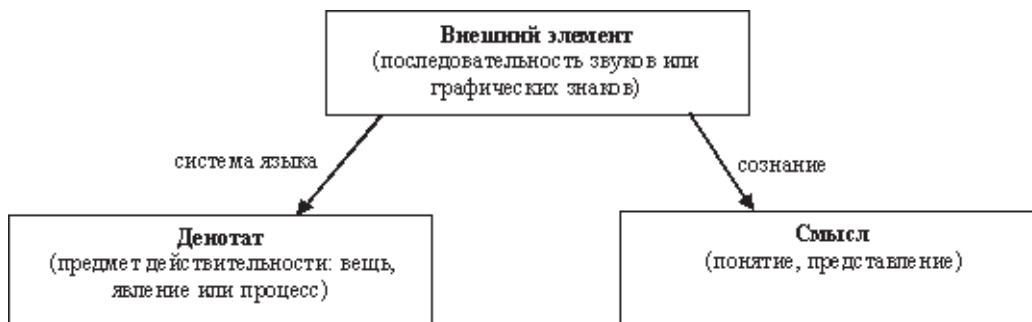 Внешний элемент
(последовательность звуков или
графических знаков)
система языка
сознание
Денотат
(предмет действительности: вещь,
явление или процесс)
Смысл
(понятие, представление)